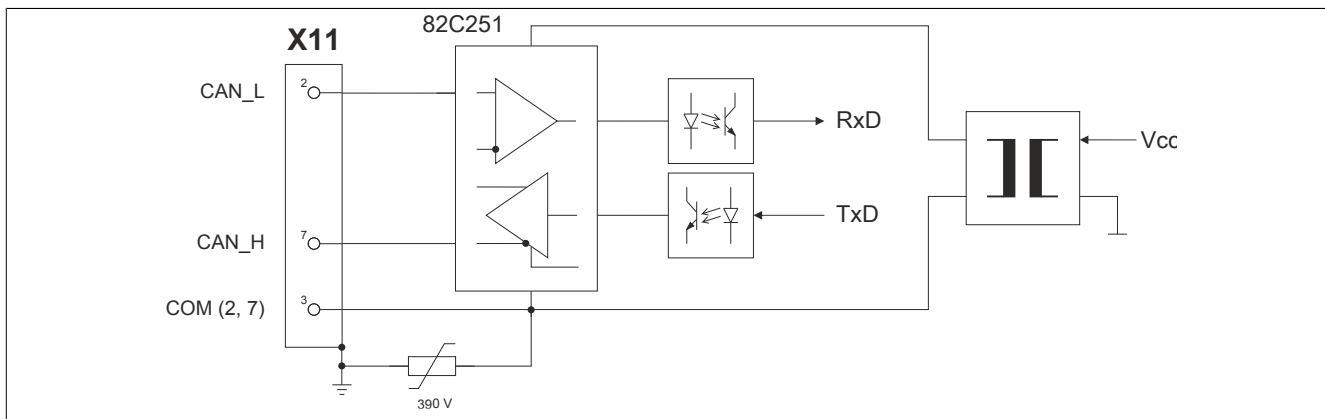 82C251
X11
2
CAN_L
RxD
Vcc
TxD
7
CAN_H
3
COM (2, 7)
390 V